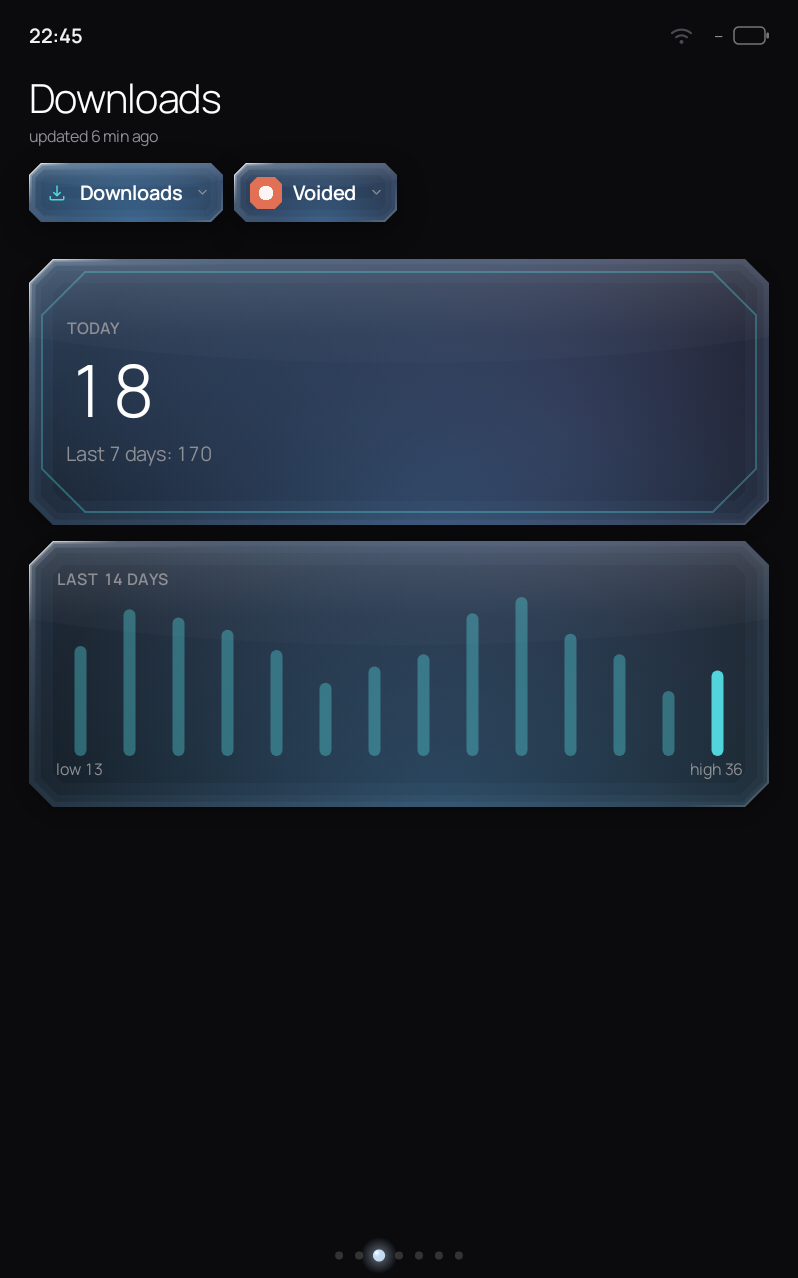 22:45
–
Downloads
updated 6 min ago
Downloads
Voided
TODAY
18
Last 7 days: 170
LAST 14 DAYS
low 13
high 36